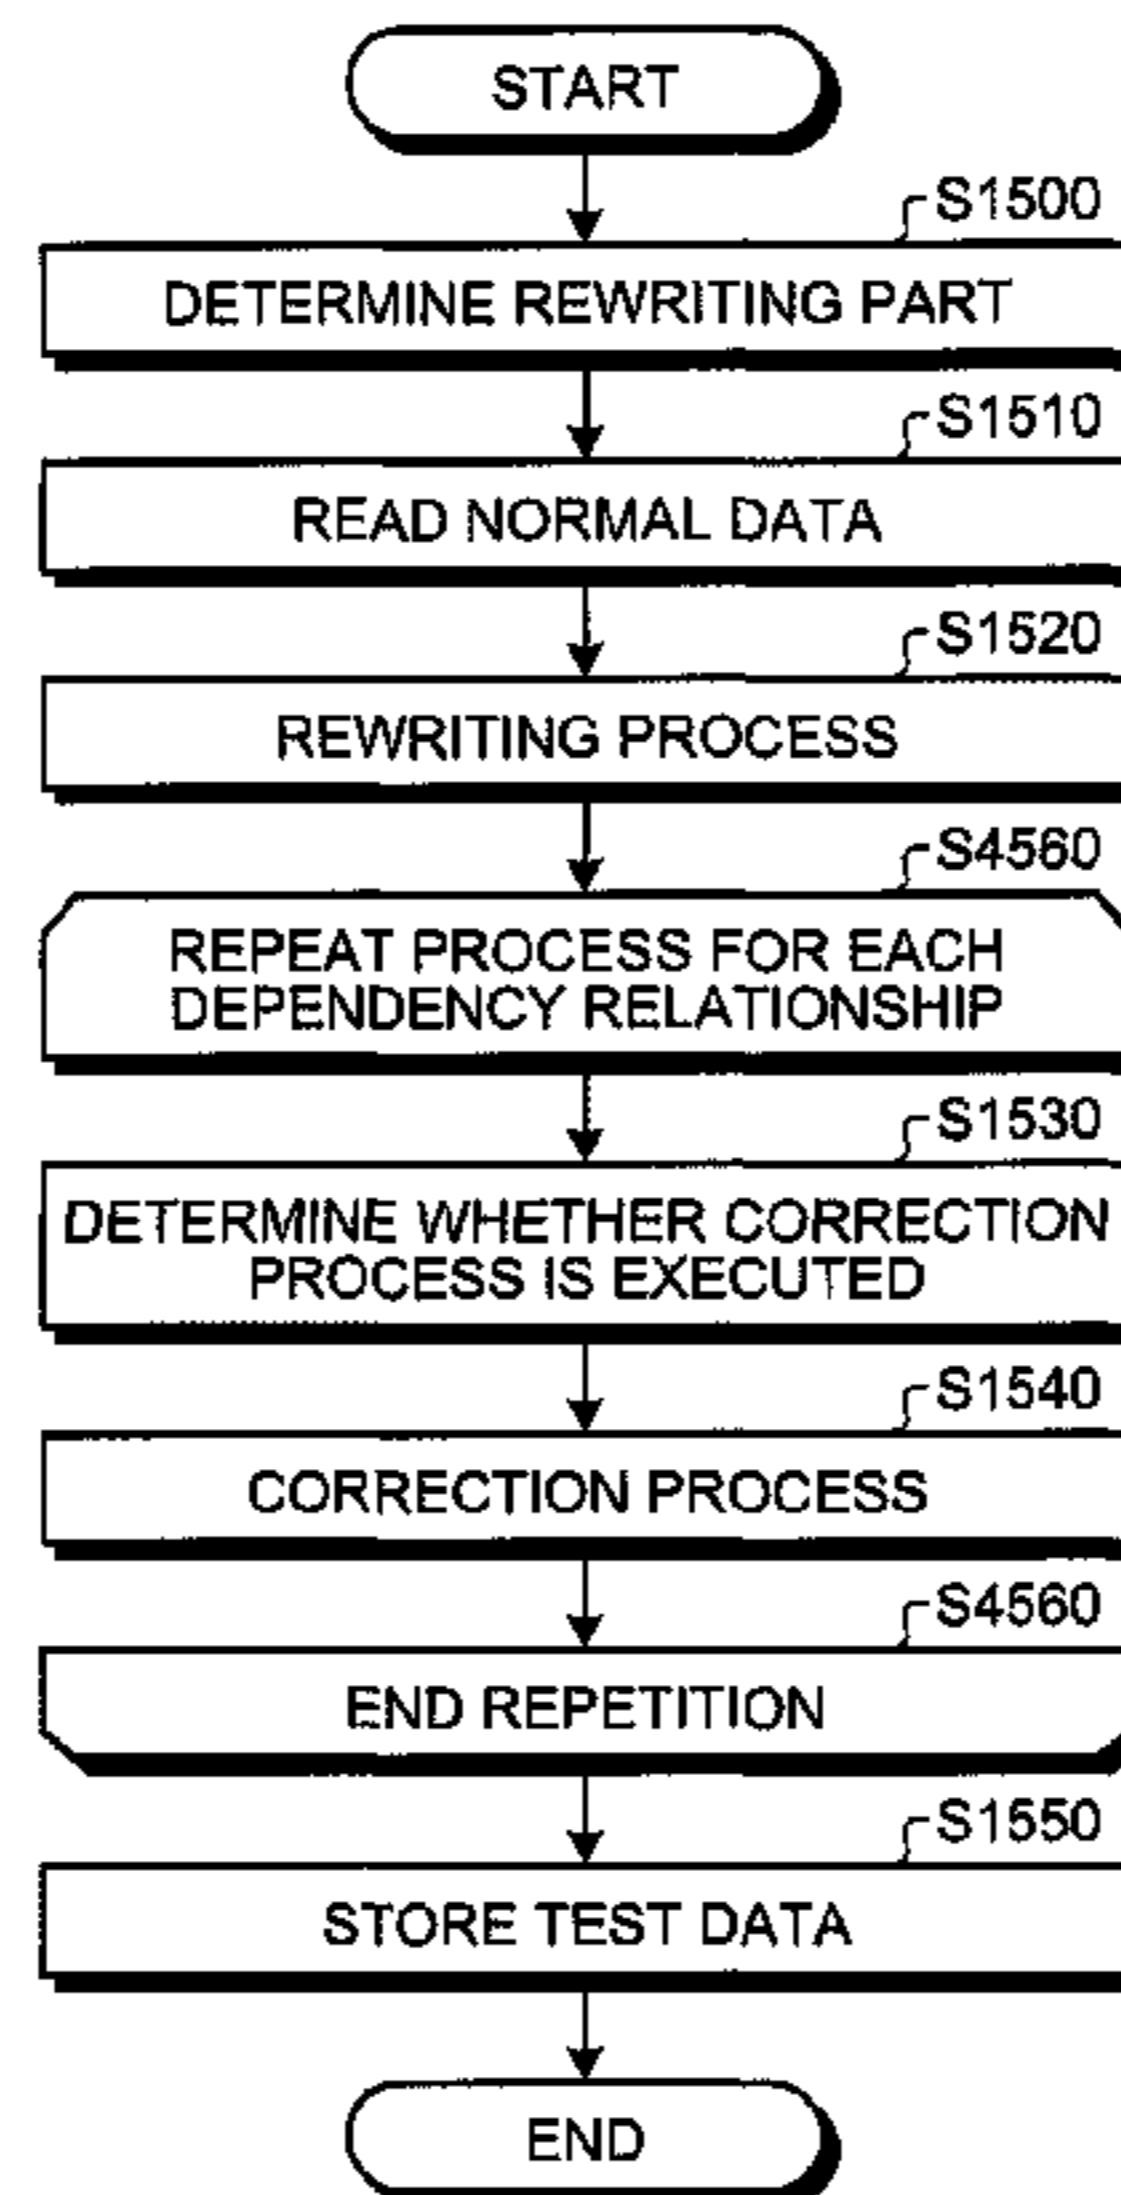 START
S1500
DETERMINE REWRITING PART
S1510
READ NORMAL DATA
S1520
REWRITING PROCESS
S4560
REPEAT PROCESS FOR EACH
DEPENDENCY RELATIONSHIP
S1530
DETERMINE WHETHER CORRECTION
PROCESS IS EXECUTED
S1540
CORRECTION PROCESS
S4560
END REPETITION
S1550
STORE TEST DATA
END